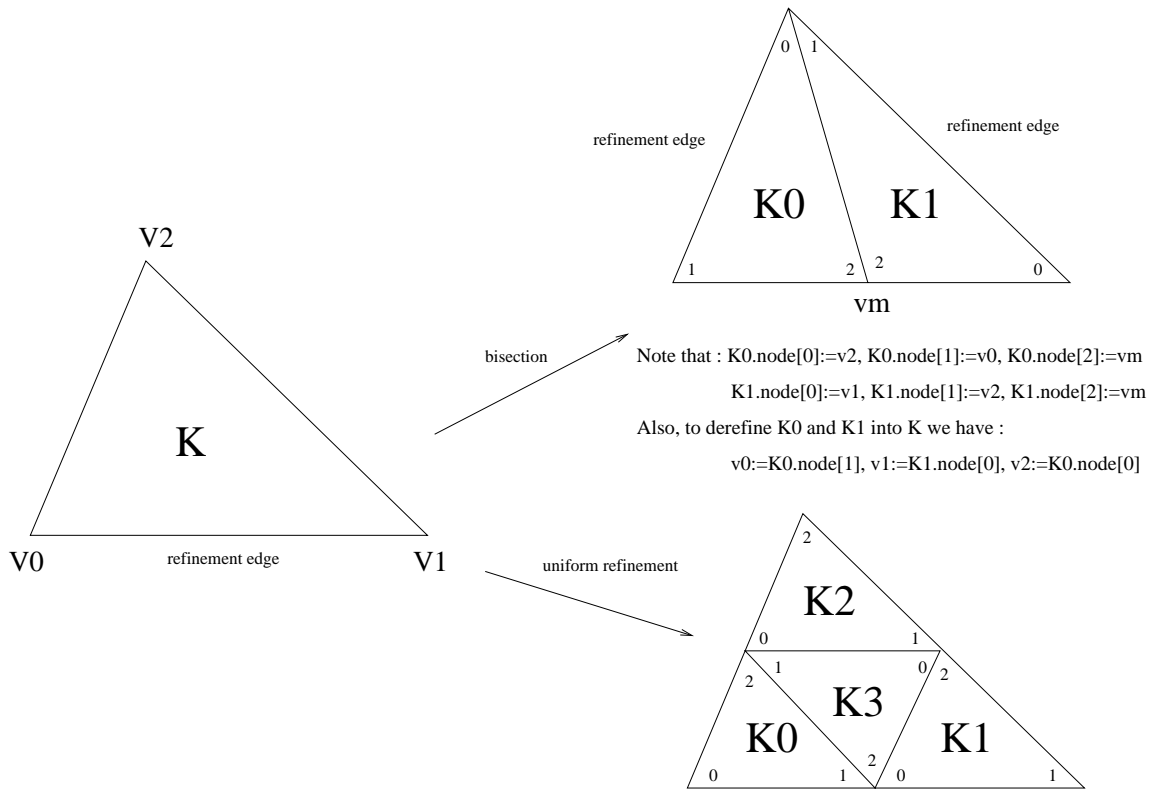 0 1
refinement edge
refinement edge
K0 K1
1 2 2 0
vm
V2
K
V0 refinement edge V1
bisection
Note that : K0.node[0]:=v2, K0.node[1]:=v0, K0.node[2]:=vm
K1.node[0]:=v1, K1.node[1]:=v2, K1.node[2]:=vm
Also, to derefine K0 and K1 into K we have :
v0:=K0.node[1], v1:=K1.node[0], v2:=K0.node[0]
uniform refinement
2
K2
0 1
1 0
2 2
K3
K0 K1
2
0 1 0 1